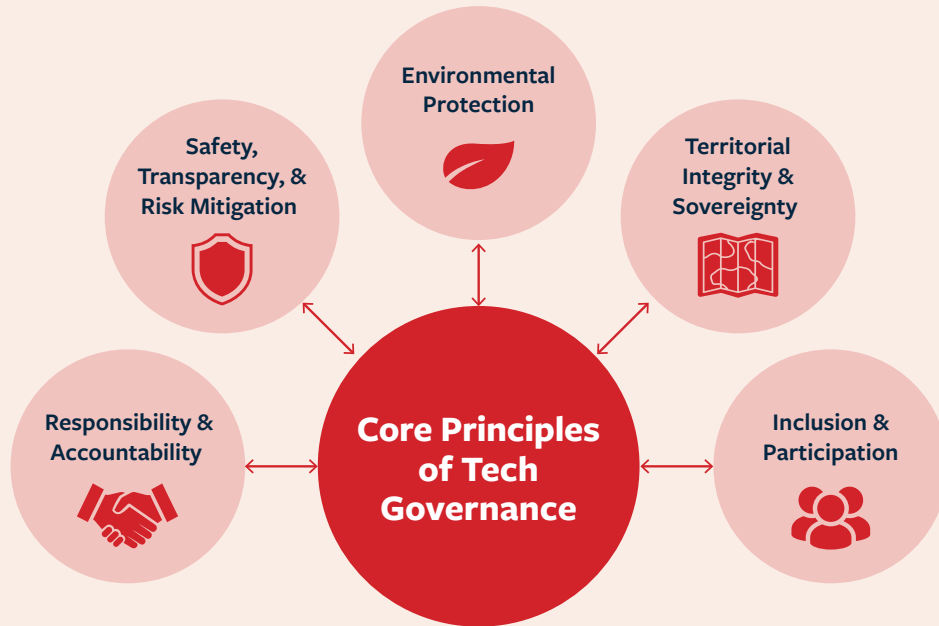 Environmental
Protection
Safety,
Transparency, &
Risk Mitigation
Territorial
Integrity &
Sovereignty
Responsibility &
Accountability
Core Principles
of Tech
Governance
Inclusion &
Participation